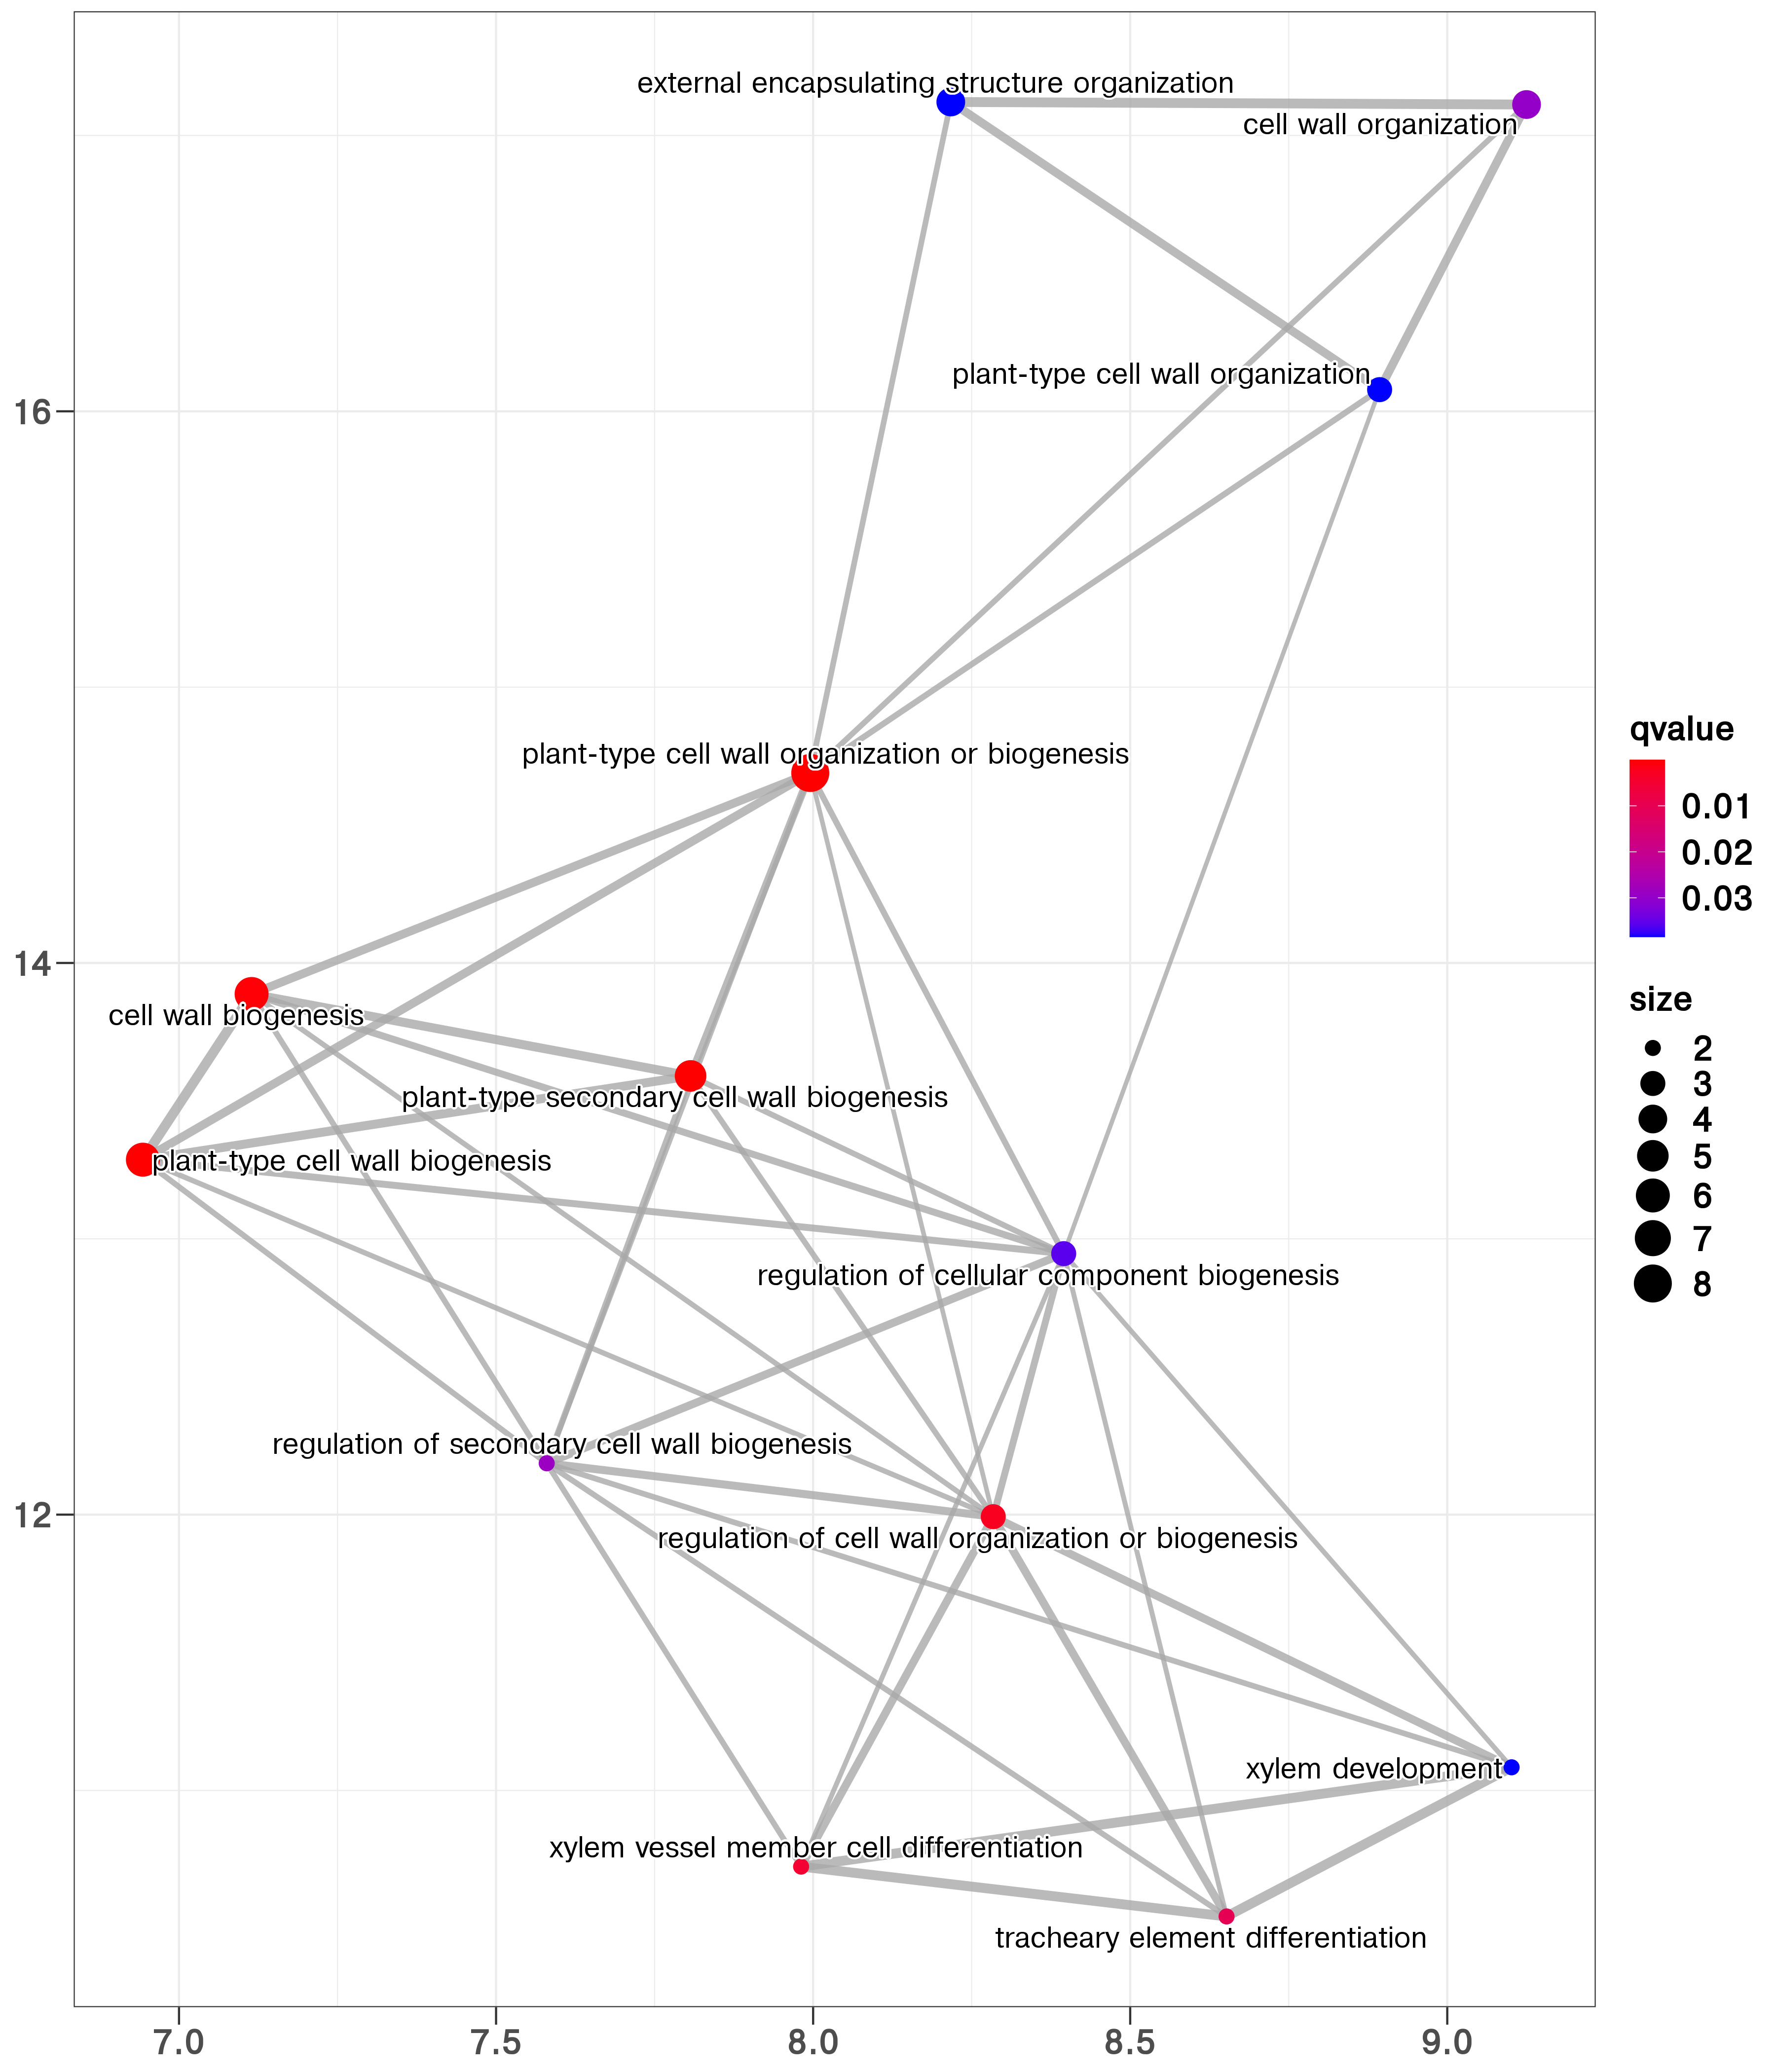 external encapsulating structure organization
cell wall organization
plant-type cell wall organization
16
plant-type cell wall organization or biogenesis
14
cell wall biogenesis
plant-type secondary cell wall biogenesis
plant-type cell wall biogenesis
regulation of cellular component biogenesis
regulation of secondary cell wall biogenesis
12
regulation of cell wall organization or biogenesis
xylem development
xylem vessel member cell differentiation
tracheary element differentiation
7.0 7.5 8.0 8.5 9.0
qvalue
0.01
0.02
0.03
size
2
3
4
5
6
7
8